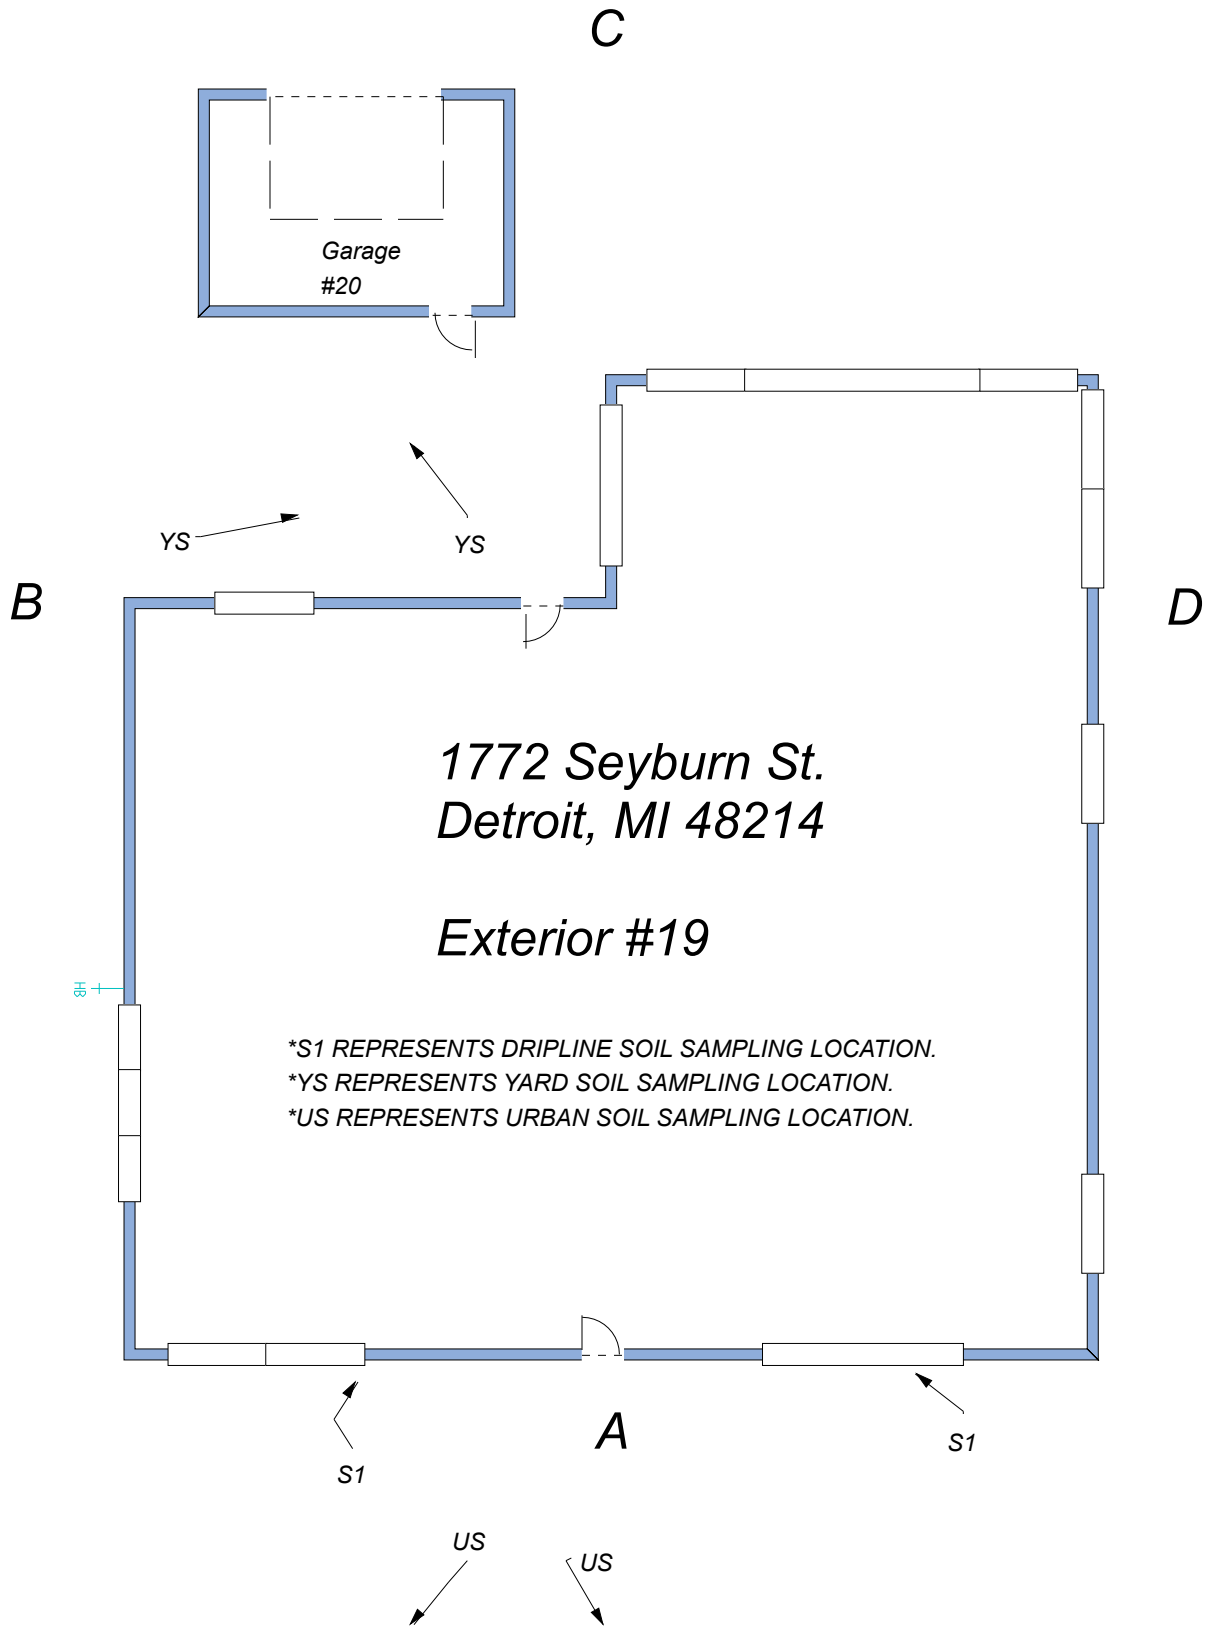 C
Garage
#20
YS
YS
B
D
1772 Seyburn St.
Detroit, MI 48214
Exterior #19
HB
*S1 REPRESENTS DRIPLINE SOIL SAMPLING LOCATION.
*YS REPRESENTS YARD SOIL SAMPLING LOCATION.
*US REPRESENTS URBAN SOIL SAMPLING LOCATION.
A
S1
S1
US
US